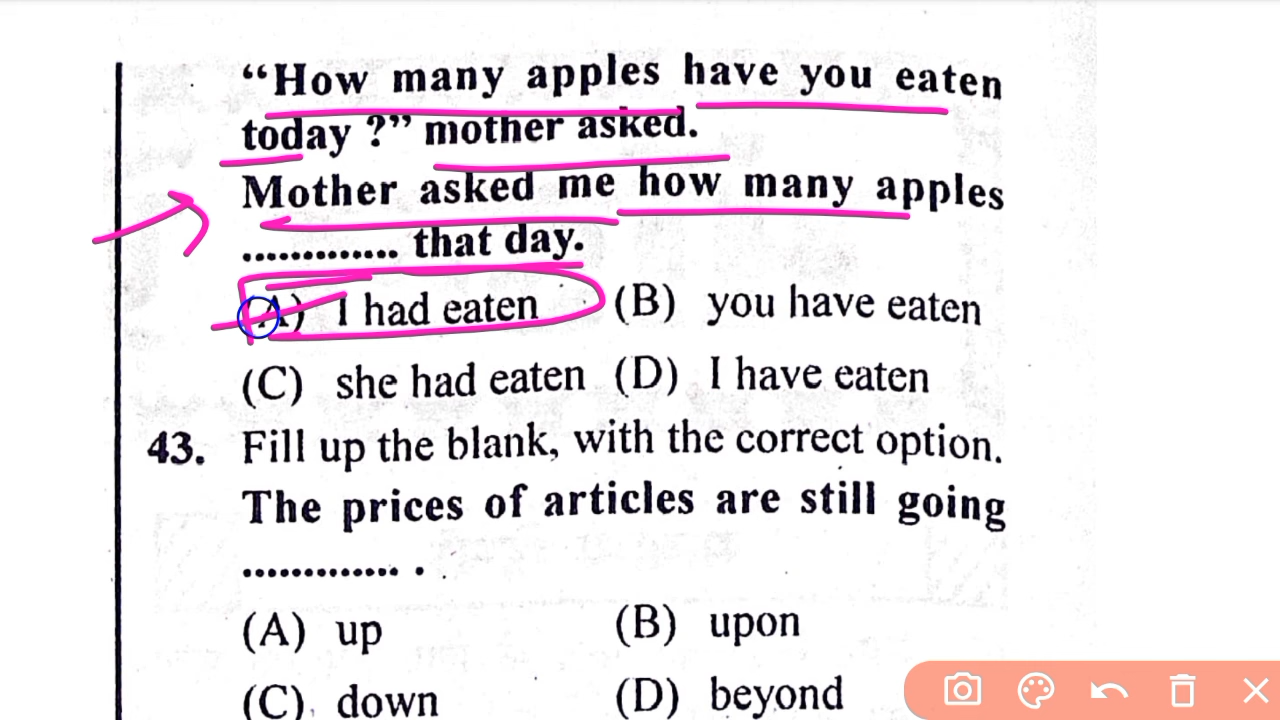 “How many apples have you eaten
today ?” mother asked.
Mother asked me how many apples
............. that day.
(A) I had eaten (B) you have eaten
(C) she had eaten (D) I have eaten
43. Fill up the blank, with the correct option.
The prices of articles are still going
............. .
(A) up (B) upon
(C) down (D) beyond